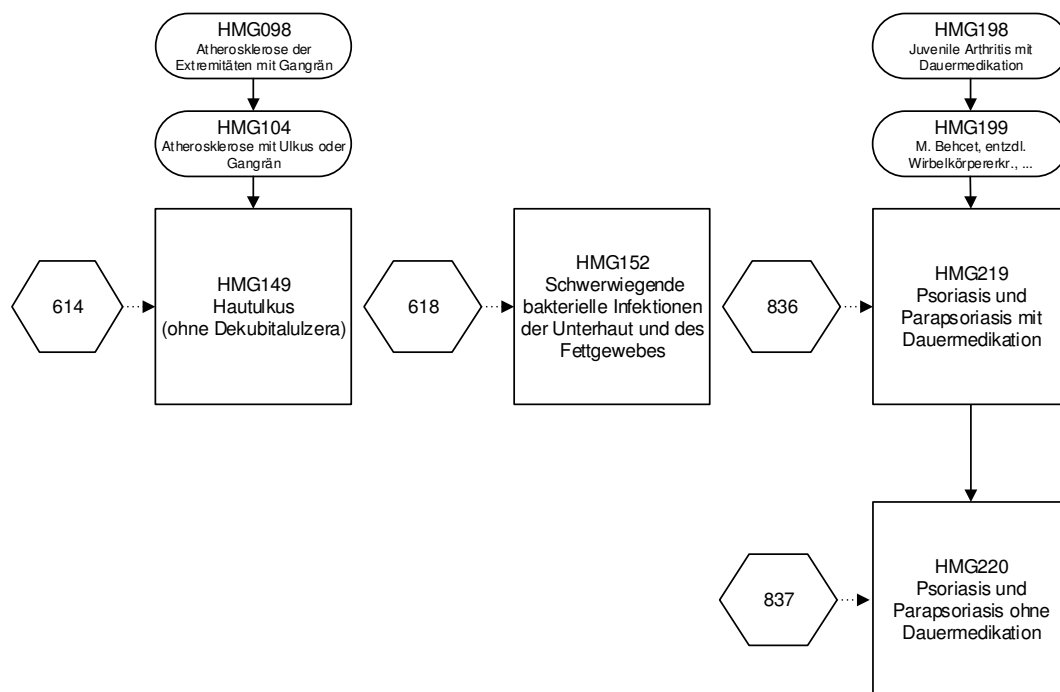 HMG098
Atherosklerose der
Extremitäten mit Gangrän
HMG104
Atherosklerose mit Ulkus oder
Gangrän
614
HMG149
Hautulkus
(ohne Dekubitalulzera)
618
HMG152
Schwerwiegende
bakterielle Infektionen
der Unterhaut und des
Fettgewebes
HMG198
Juvenile Arthritis mit
Dauermedikation
HMG199
M. Behcet, entzdl.
Wirbelkörpererkr., ...
836
HMG219
Psoriasis und
Parapsoriasis mit
Dauermedikation
837
HMG220
Psoriasis und
Parapsoriasis ohne
Dauermedikation